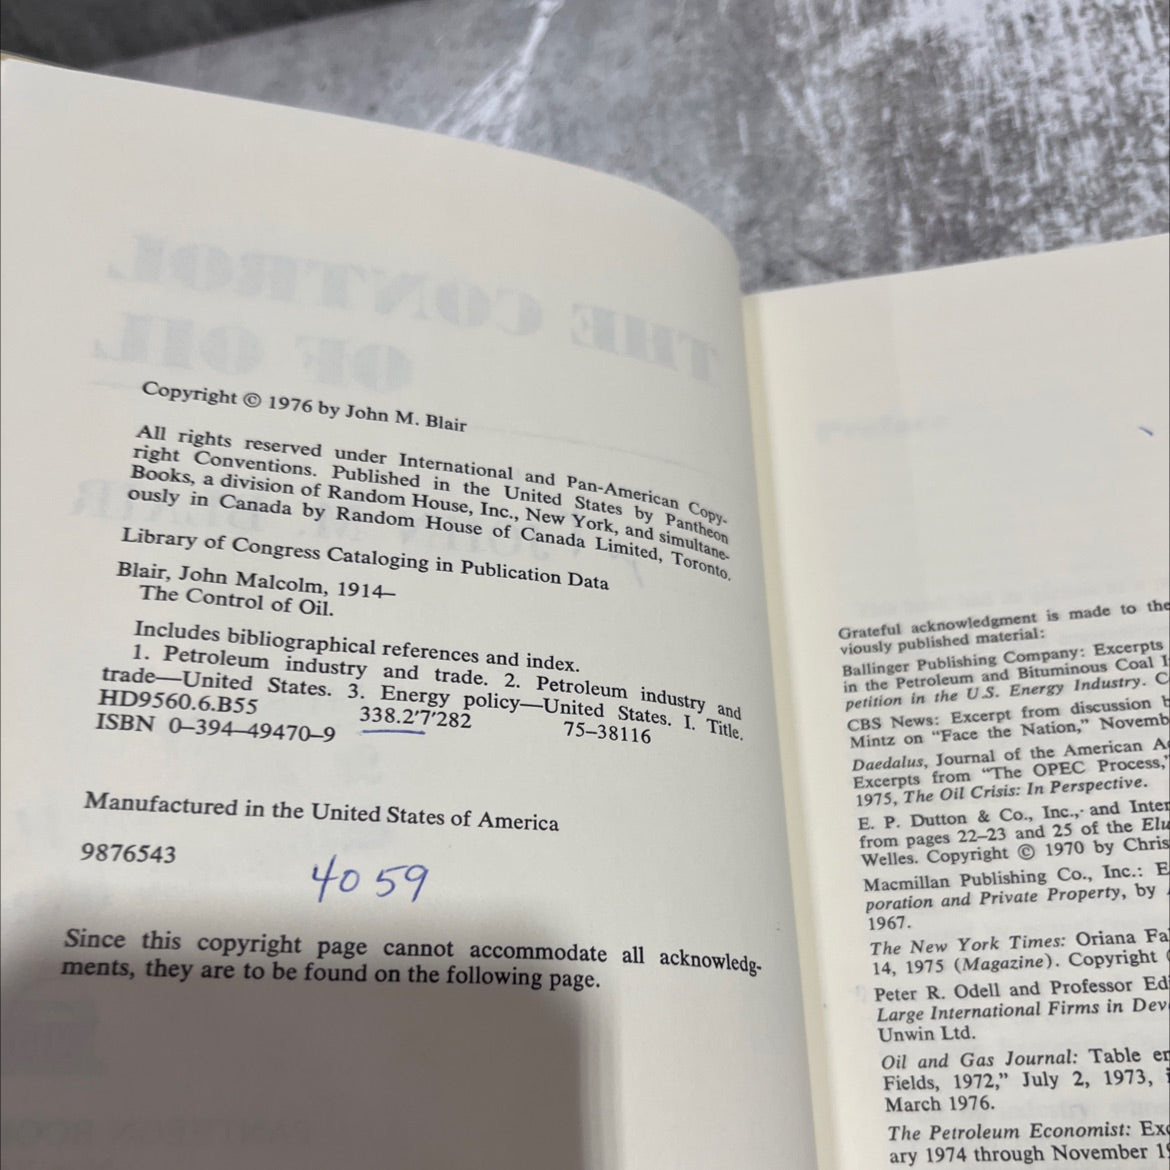 THE CONTROL
OF OIL
Copyright © 1976 by John M. Blair
All rights reserved under International and Pan-American Copy-
right Conventions. Published in the United States by Pantheon
Books, a division of Random House, Inc., New York, and simultane-
ously in Canada by Random House of Canada Limited, Toronto.
Library of Congress Cataloging in Publication Data
Blair, John Malcolm, 1914–
The Control of Oil.
Includes bibliographical references and index.
1. Petroleum industry and trade. 2. Petroleum industry and
trade—United States. 3. Energy policy—United States. I. Title.
HD9560.6.B55 338.2'7'282 75–38116
ISBN 0–394–49470–9
Manufactured in the United States of America
9876543
4059
Since this copyright page cannot accommodate all acknowledg-
ments, they are to be found on the following page.
Grateful acknowledgment is made to the
viously published material:
Ballinger Publishing Company: Excerpts
in the Petroleum and Bituminous Coal
petition in the U.S. Energy Industry.
CBS News: Excerpt from discussion
Mintz on “Face the Nation,”
Daedalus, Journal of the American
Excerpts from “The OPEC Process,”
1975, The Oil Crisis: In Perspective.
E. P. Dutton & Co., Inc.,· and
from pages 22–23 and 25 of the
Welles. Copyright © 1970 by
Macmillan Publishing Co., Inc.:
poration and Private Property, by
1967.
The New York Times: Oriana
14, 1975 (Magazine). Copyright
Peter R. Odell and Professor
Large International Firms in
Unwin Ltd.
Oil and Gas Journal: Table
Fields, 1972,” July 2, 1973,
March 1976.
The Petroleum Economist:
ary 1974 through November